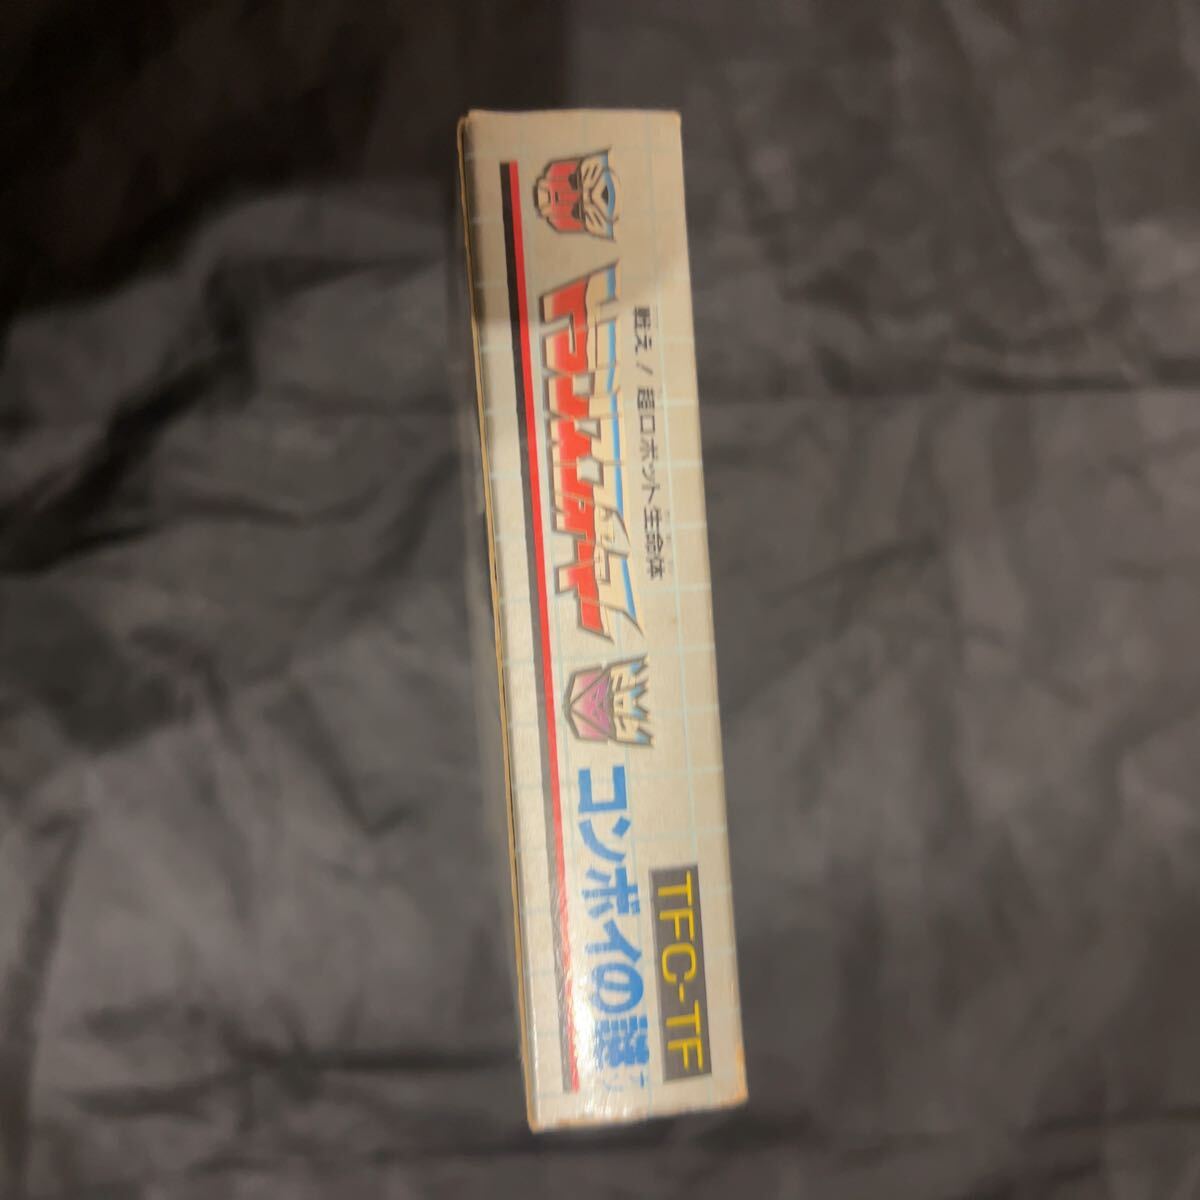 戦え!超ロボット生命体
トランスフォーマー
コンボイの謎
TFC-TF